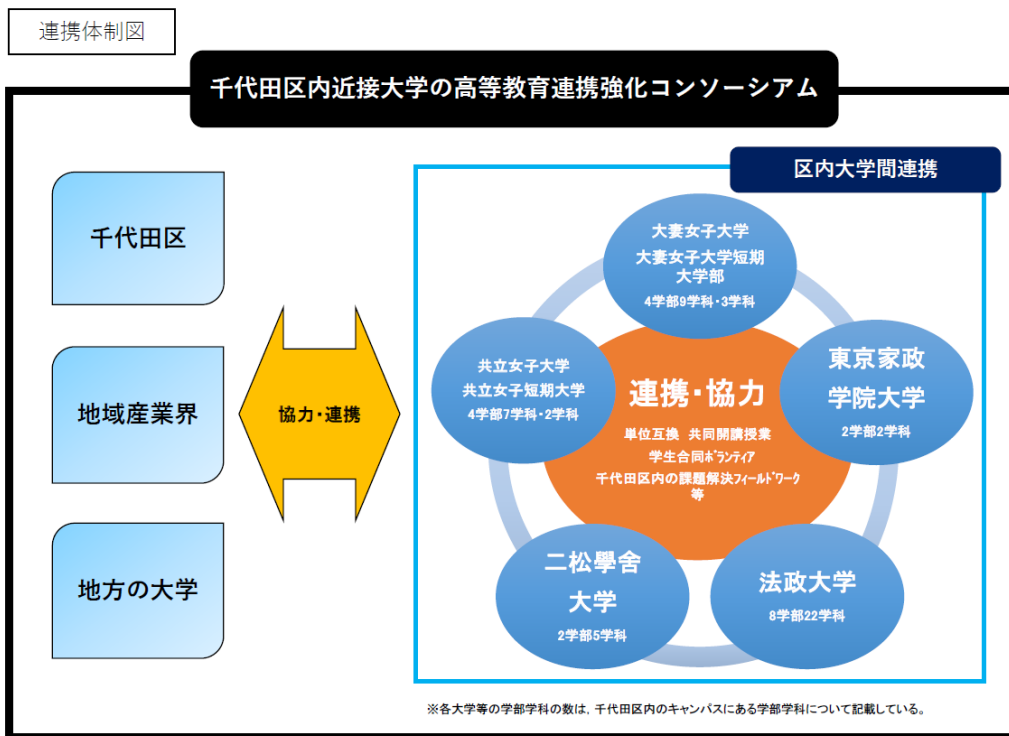 連携体制図
千代田区内近接大学の高等教育連携強化コンソーシアム
区内大学間連携
千代田区
地域産業界
地方の大学
協力・連携
大妻女子大学
大妻女子大学短期
大学部
4学部9学科・3学科
共立女子大学
共立女子短期大学
4学部7学科・2学科
東京家政
学院大学
2学部2学科
連携・協力
単位互換 共同開講授業
学生合同ボランティア
千代田区内の課題解決フィールドワーク
等
二松學舍
大学
2学部5学科
法政大学
8学部22学科
※各大学等の学部学科の数は、千代田区内のキャンパスにある学部学科について記載している。